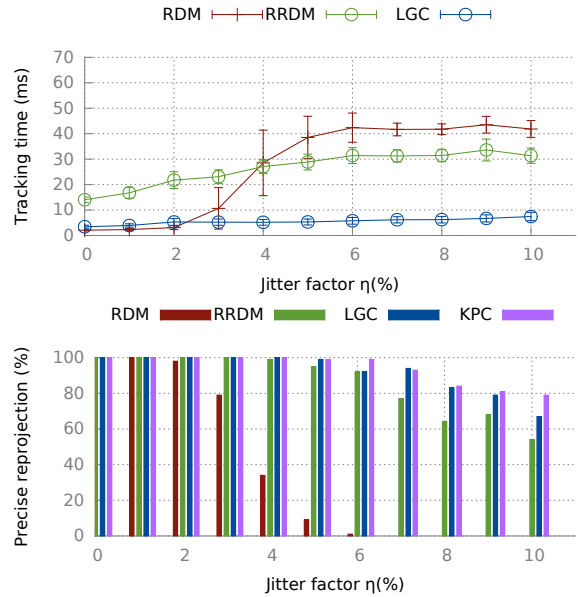 RDM RRDM LGC
Tracking time (ms)
70
60
50
40
30
20
10
0
0 2 4 6 8 10
Jitter factor η(%)
RDM RRDM LGC KPC
Precise reprojection (%)
100
80
60
40
20
0
0 2 4 6 8 10
Jitter factor η(%)